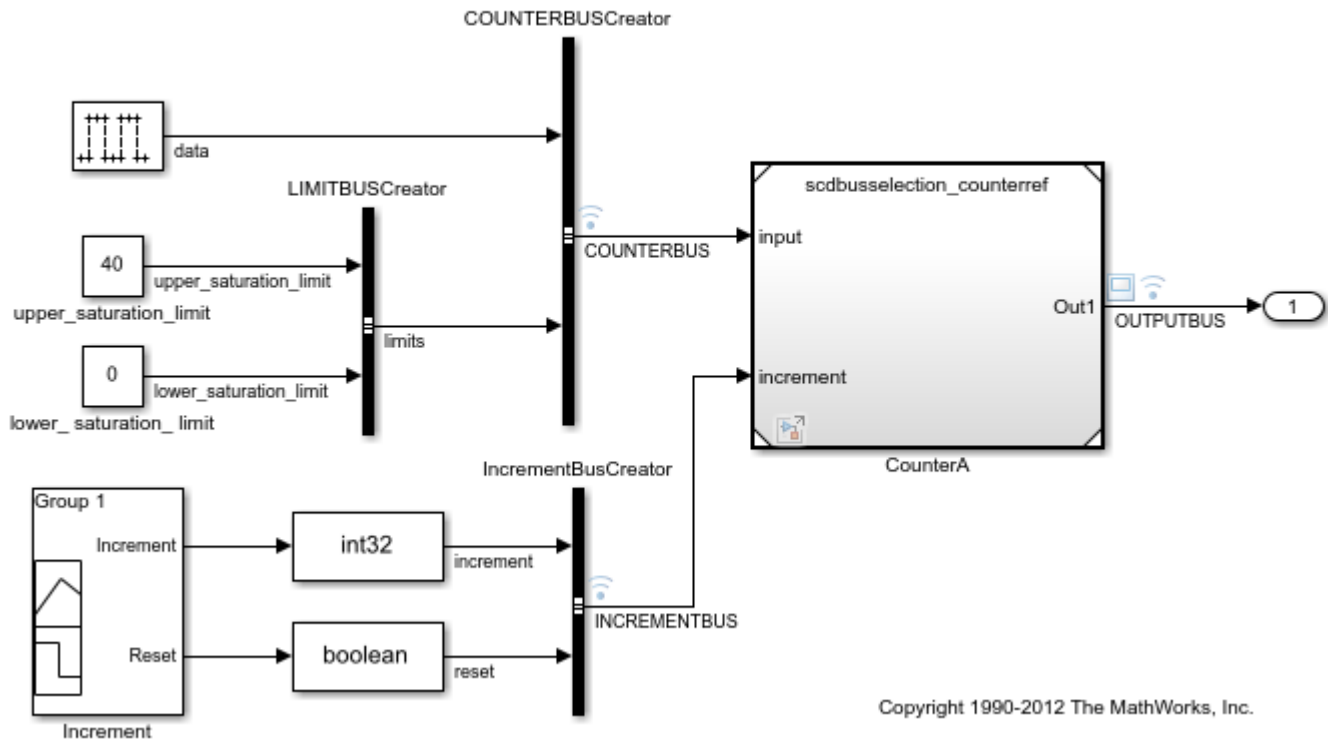 COUNTERBUSCreator
data
LIMITBUSCreator
scdbusselection_counterref
COUNTERBUS
input
40
upper_saturation_limit
upper_saturation_limit
limits
Out1
OUTPUTBUS
1
0
lower_saturation_limit
lower_ saturation_ limit
increment
CounterA
IncrementBusCreator
Group 1
Increment
int32
increment
INCREMENTBUS
Reset
boolean
reset
Increment
Copyright 1990-2012 The MathWorks, Inc.